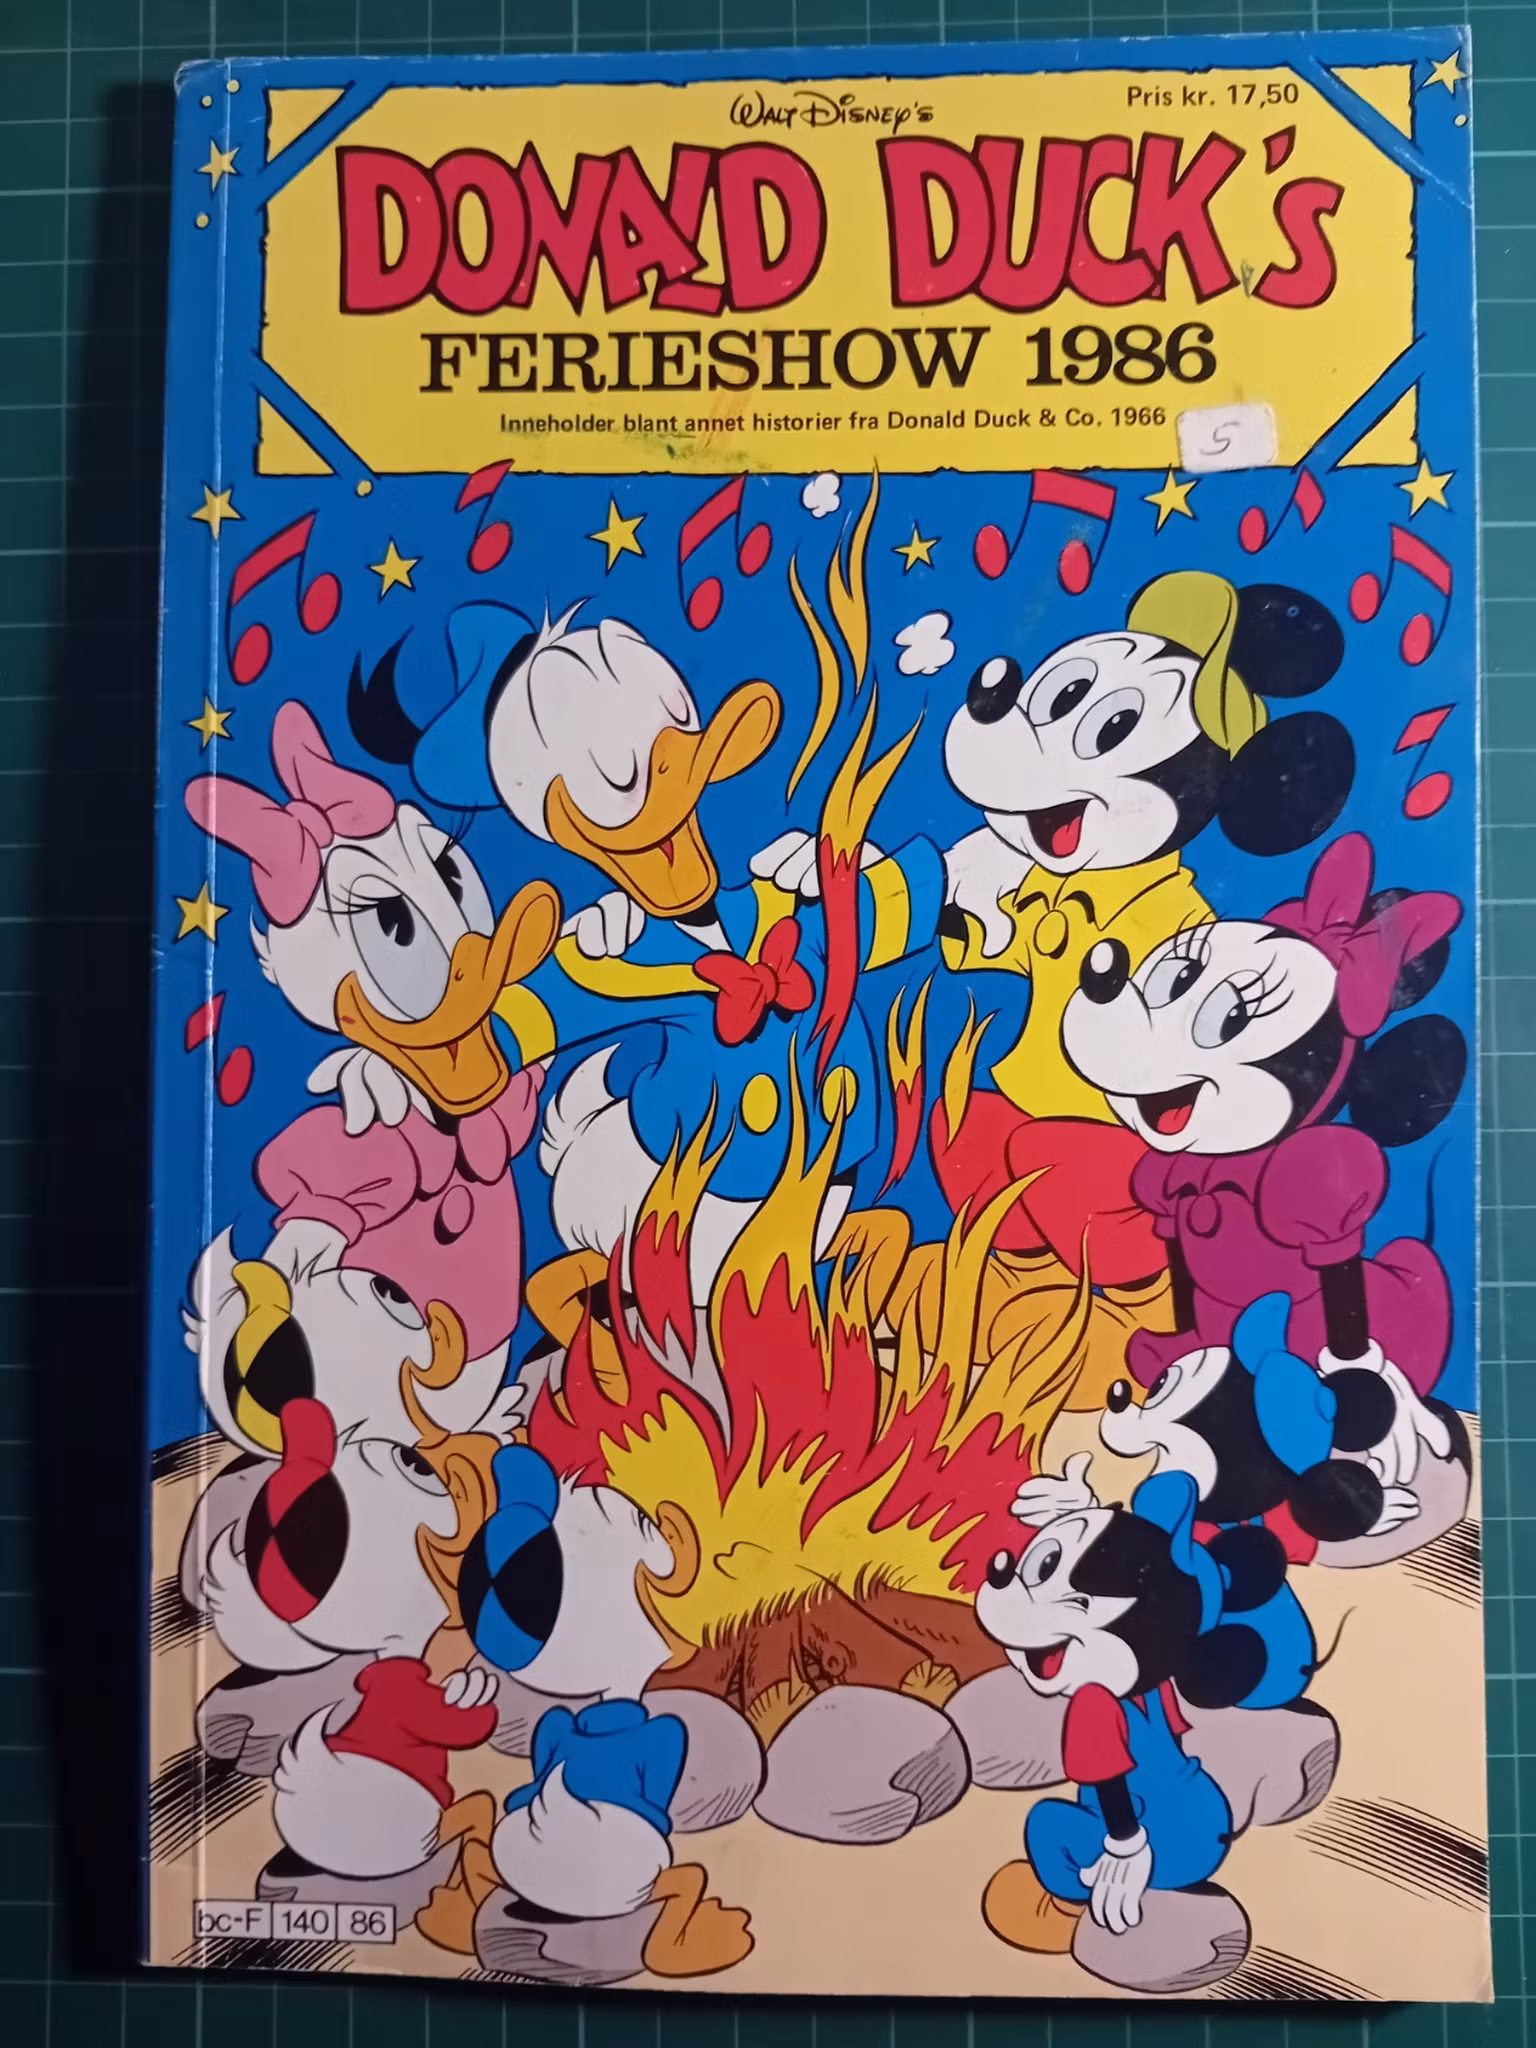 Pris kr. 17,50
WALT DISNEY'S
DONALD DUCK's
FERIESHOW 1986
Inneholder blant annet historier fra Donald Duck & Co. 1966
5
bc-F 140 86